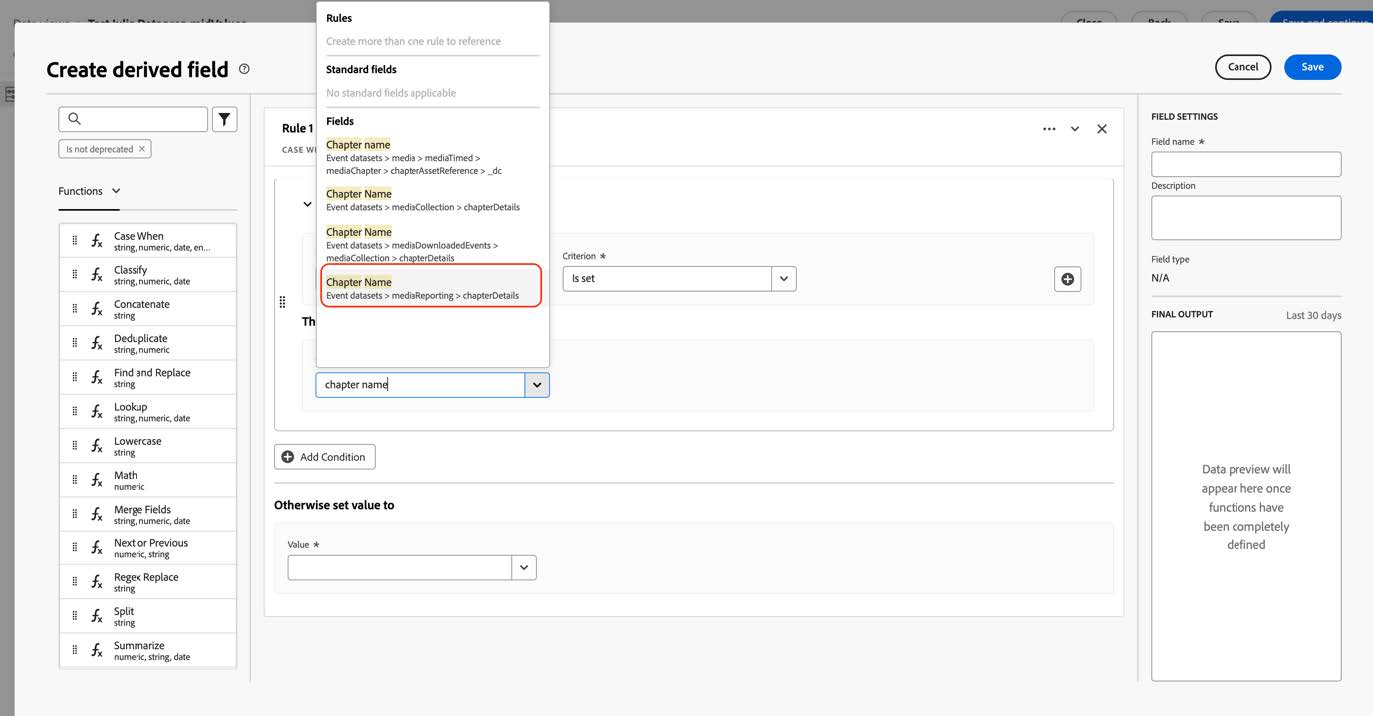 Create derived field
Cancel
Save
Is not deprecated
Functions
Case When
string, numeric, date, en...
Classify
string, numeric, date
Concatenate
string
Deduplicate
string, numeric
Find and Replace
string
Lookup
string, numeric, date
Lowercase
string
Math
numeric
Merge Fields
string, numeric, date
Next or Previous
numeric, string
Regex Replace
string
Split
string
Summarize
numeric, string, date
Rule 1
CASE W
Rules
Create more than one rule to reference
Standard fields
No standard fields applicable
Fields
Chapter name
Event datasets > media > mediaTimed >
mediaChapter > chapterAssetReference > _dc
Chapter Name
Event datasets > mediaCollection > chapterDetails
Chapter Name
Event datasets > mediaDownloadedEvents >
mediaCollection > chapterDetails
Chapter Name
Event datasets > mediaReporting > chapterDetails
Criterion *
Is set
Th
chapter name
Add Condition
Otherwise set value to
Value *
FIELD SETTINGS
Field name *
Description
Field type
N/A
FINAL OUTPUT
Last 30 days
Data preview will
appear here once
functions have
been completely
defined